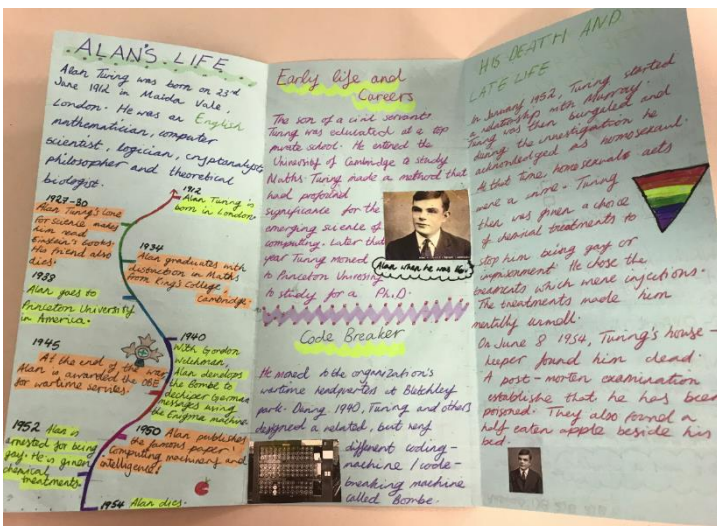 ALAN'S LIFE
Alan Turing was born on 23rd
June 1912 in Maida Vale,
London. He was an English
mathematician, computer
scientist, logician, cryptanalyst
philosopher and theoretical
biologist.
1912
Alan Turing is
born in London.
1927-30
Alan Turing's love
for science makes
him read
Einstein's books.
His friend also
dies.
1934
Alan graduates with
distinction in Maths
from King's College
Cambridge.
1938
Alan goes to
Princeton University
in America.
1940
With Gordon
Welchman,
Alan develops
the Bombe to
decipher German
messages using
the Enigma machine
1945
At the end of the war
Alan is awarded the OBE
for wartime services.
1950 Alan publishes
the famous paper'
Computing machinery and
intelligence'
1952 Alan is
arrested for being
gay. He is given
chemical
treatments.
1954 Alan dies.
Early life and
Careers
The son of a civil servants
Turing was educated at a top
private school. He entered the
University of Cambridge to study
Maths. Turing made a method that
had profound
significance for the
emerging science of
computing. Later that
year Turing moved
to Princeton
to study for a Ph.D.
Alan when he was
Code Breaker
He moved to the organization's
wartime headquarters at Bletchley
park. During 1940, Turing and others
designed a related, but very
different coding-
machine / code-
breaking machine
called Bombe.
DEATH AND
LATE LIFE
In January 1952, Turing started
a relationship with Murray.
Turing was then burgled and
during the investigation he
acknowledged as homosexual.
At that time homosexual acts
were a crime. Turing
then was given a choice
of chemical treatments to
stop him being gay or
imprisonment. He chose the
treatments which were injections.
The treatments made him
mentally unwell.
On June 8 1954, Turing's house-
keeper found him dead.
A post-morten examination
establishe that he has been
poisoned. They also found a
half eaten apple beside his
bed.